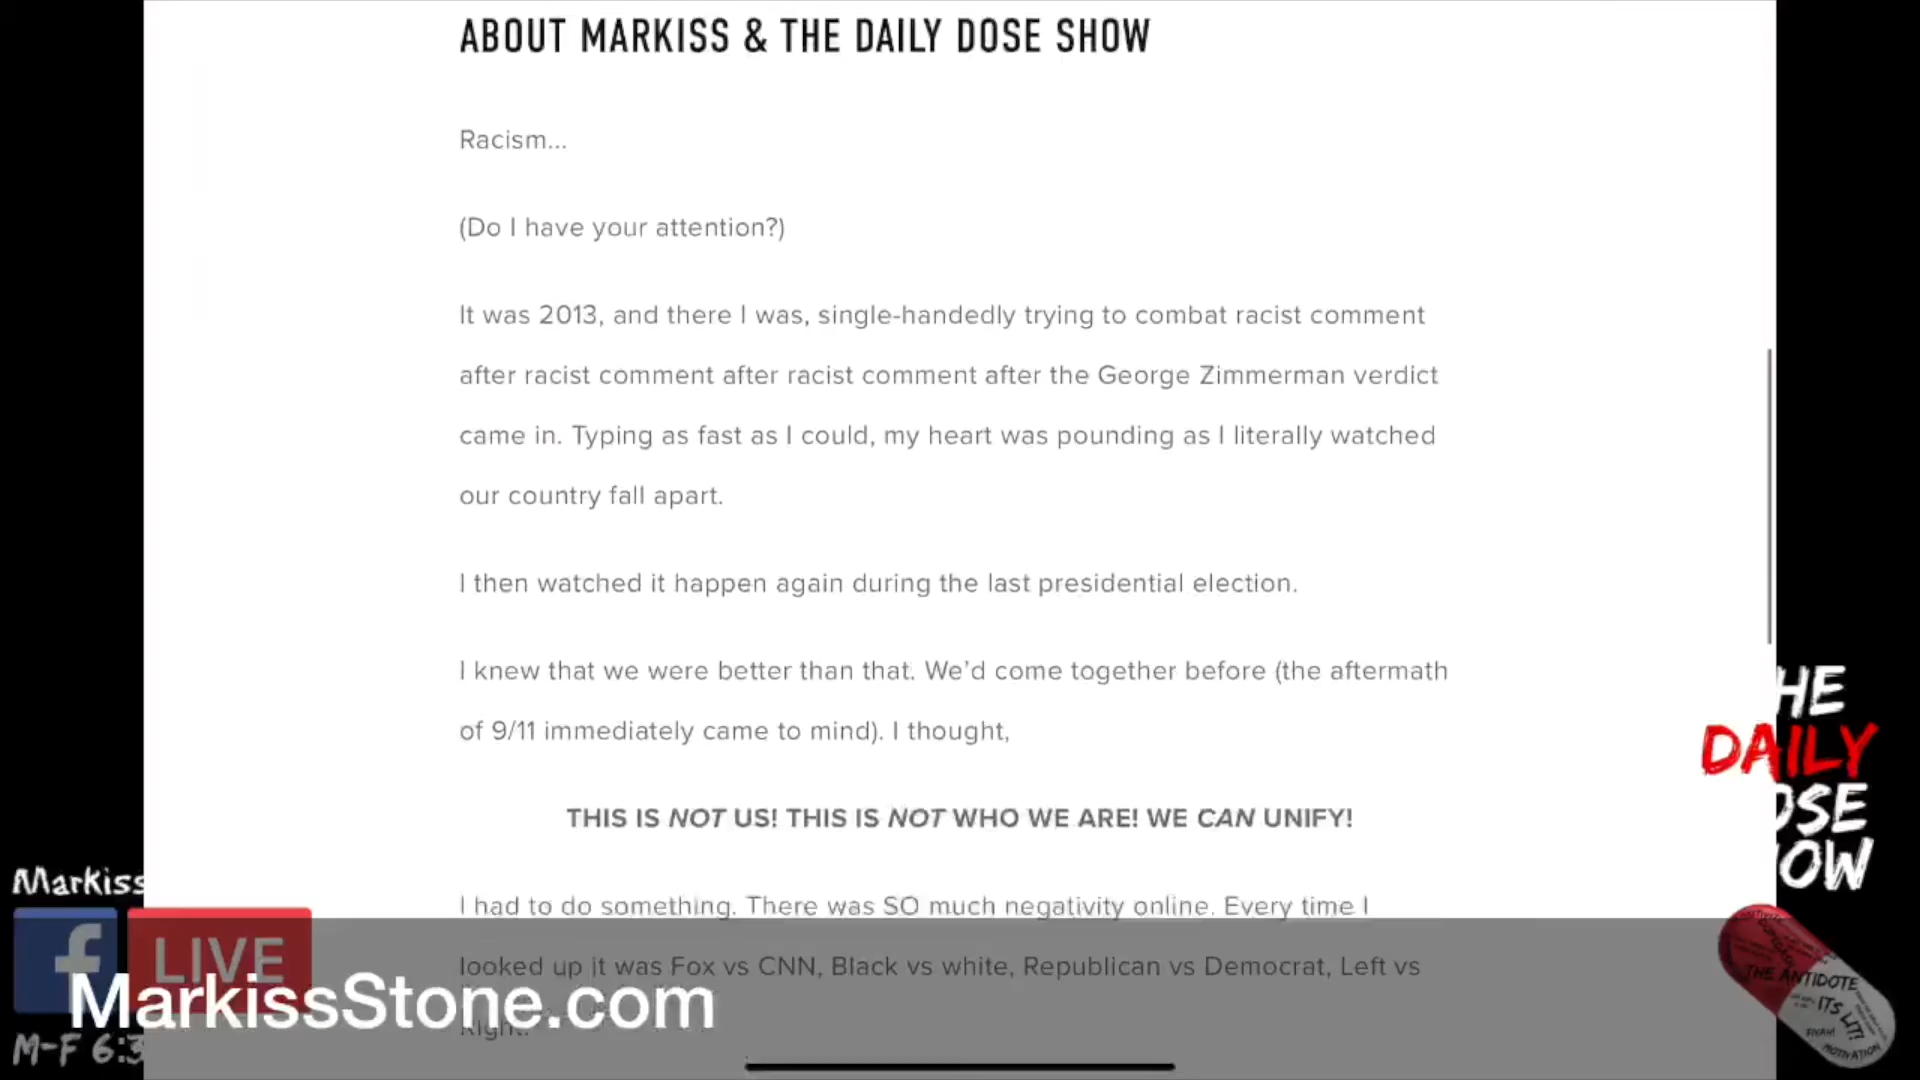 ABOUT MARKISS & THE DAILY DOSE SHOW
Racism...
(Do I have your attention?)
It was 2013, and there I was, single-handedly trying to combat racist comment
after racist comment after racist comment after the George Zimmerman verdict
came in. Typing as fast as I could, my heart was pounding as I literally watched
our country fall apart.
I then watched it happen again during the last presidential election.
I knew that we were better than that. We'd come together before (the aftermath
of 9/11 immediately came to mind). I thought,
THIS IS NOT US! THIS IS NOT WHO WE ARE! WE CAN UNIFY!
I had to do something. There was SO much negativity online. Every time I
looked up it was Fox vs CNN, Black vs white, Republican vs Democrat, Left vs
Right.
HE
DAILY
OSE
OW
Markiss
f LIVE
MarkissStone.com
M-F 6:3
THE ANTIDOTE
ITS LIT!
MOTIVATION